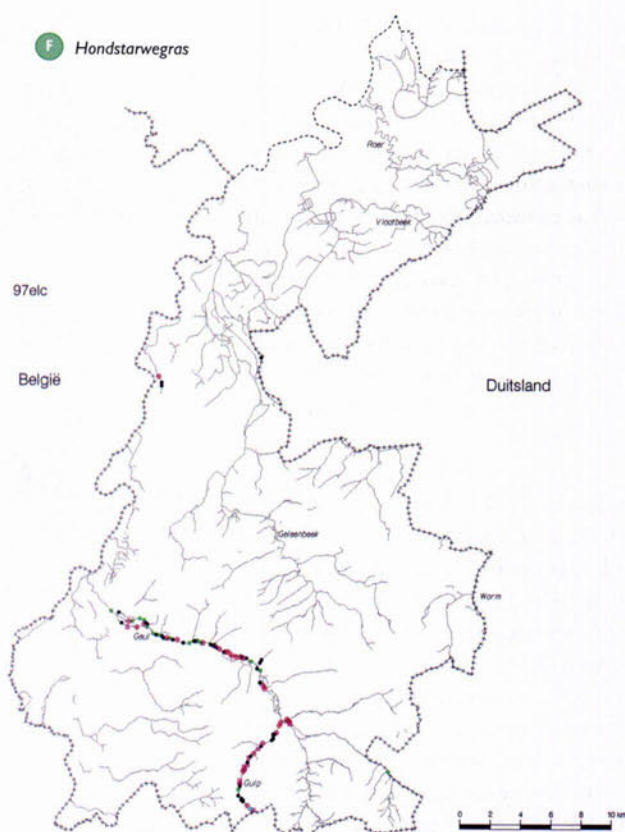 F Hondstarwegras
Roer
Vlootbeek
97elc
België
Duitsland
Geleenbeek
Worm
Geul
Gulp
0 2 4 6 8 10 km